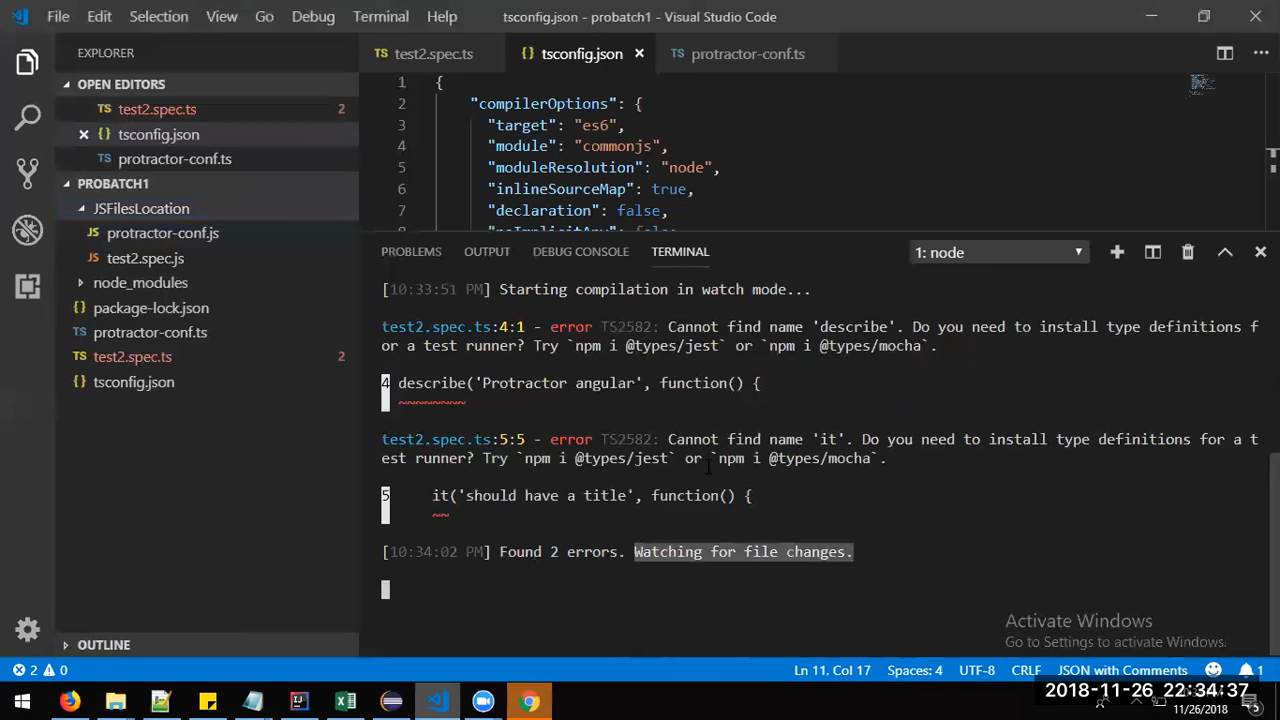 File Edit Selection View Go Debug Terminal Help tsconfig.json - probatch1 - Visual Studio Code
EXPLORER
OPEN EDITORS
TS test2.spec.ts 2
{} tsconfig.json
TS protractor-conf.ts
PROBATCH1
JSFilesLocation
JS protractor-conf.js
JS test2.spec.js
node_modules
{} package-lock.json
TS protractor-conf.ts
TS test2.spec.ts 2
{} tsconfig.json
OUTLINE
TS test2.spec.ts {} tsconfig.json TS protractor-conf.ts
1 {
2 "compilerOptions": {
3 "target": "es6",
4 "module": "commonjs",
5 "moduleResolution": "node",
6 "inlineSourceMap": true,
7 "declaration": false,
PROBLEMS OUTPUT DEBUG CONSOLE TERMINAL 1: node
[10:33:51 PM] Starting compilation in watch mode...
test2.spec.ts:4:1 - error TS2582: Cannot find name 'describe'. Do you need to install type definitions f
or a test runner? Try `npm i @types/jest` or `npm i @types/mocha`.
4 describe('Protractor angular', function() {
~~~~~~~~
test2.spec.ts:5:5 - error TS2582: Cannot find name 'it'. Do you need to install type definitions for a t
est runner? Try `npm i @types/jest` or `npm i @types/mocha`.
5 it('should have a title', function() {
~~
[10:34:02 PM] Found 2 errors. Watching for file changes.
Activate Windows
Go to Settings to activate Windows.
2 0 Ln 11, Col 17 Spaces: 4 UTF-8 CRLF JSON with Comments 1
2018-11-26 22:34:37
11/26/2018 5